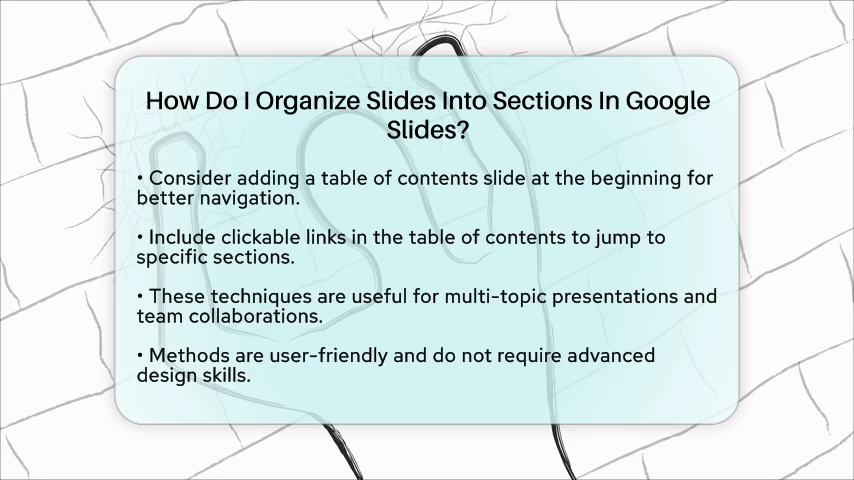 How Do I Organize Slides Into Sections In Google
Slides?
• Consider adding a table of contents slide at the beginning for
better navigation.
• Include clickable links in the table of contents to jump to
specific sections.
• These techniques are useful for multi-topic presentations and
team collaborations.
• Methods are user-friendly and do not require advanced
design skills.